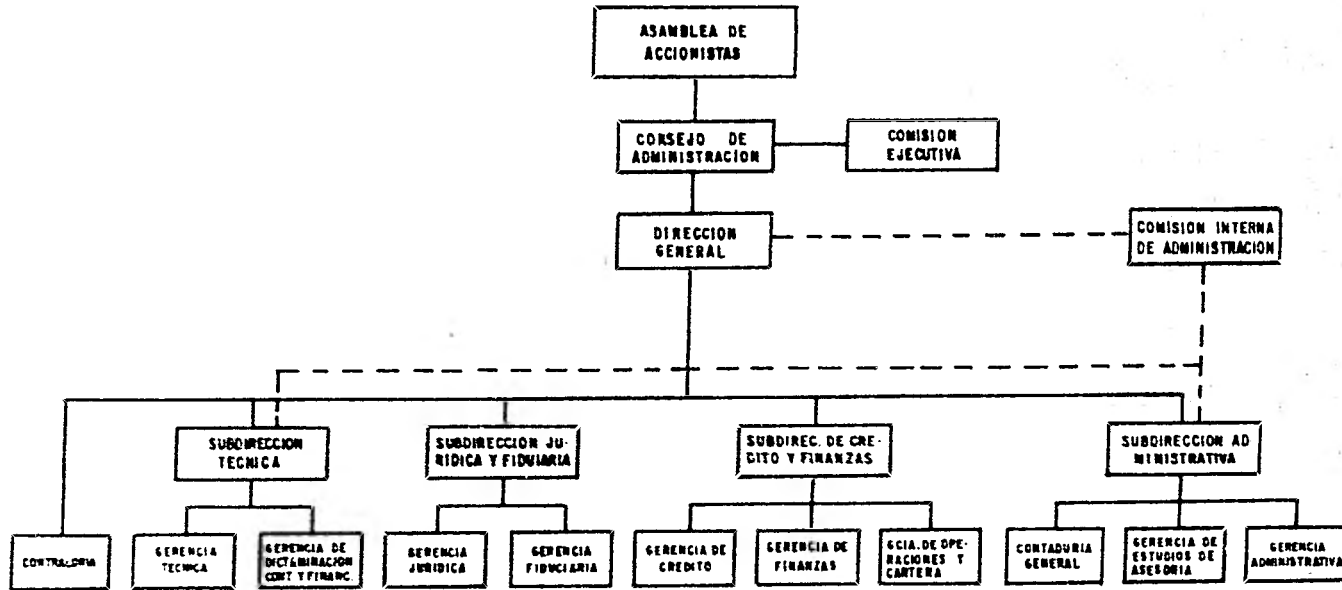 ASAMBLEA DE
ACCIONISTAS
CONSEJO DE
ADMINISTRACION
COMISION
EJECUTIVA
DIRECCION
GENERAL
COMISION INTERNA
DE ADMINISTRACION
SUBDIRECCION
TECNICA
SUBDIRECCION JU-
RIDICA Y FIDUIARIA
SUBDIREC. DE CRE-
DITO Y FINANZAS
SUBDIRECCION AD
MINISTRATIVA
CONTRALORIA
GERENCIA
TECNICA
GERENCIA DE
DICTAMINACION
CONT Y FINANC.
GERENCIA
JURIDICA
GERENCIA
FIDUCIARIA
GERENCIA DE
CREDITO
GERENCIA DE
FINANZAS
GCIA. DE OPE-
RACIONES Y
CARTERA
CONTADURIA
GENERAL
GERENCIA DE
ESTUDIOS DE
ASESORIA
GERENCIA
ADMINISTRATIVA